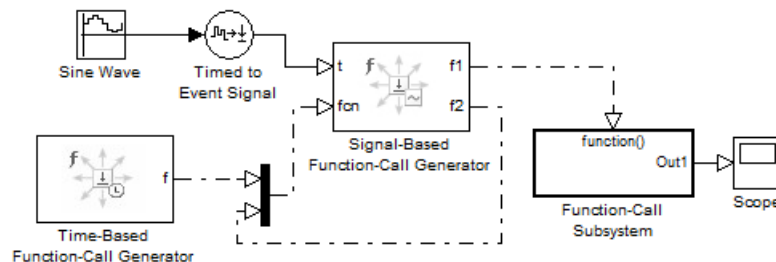 Sine Wave
Timed to
Event Signal
t
fcn
f
f1
f2
Signal-Based
Function-Call Generator
f
f
Time-Based
Function-Call Generator
function()
Out1
Function-Call
Subsystem
Scope